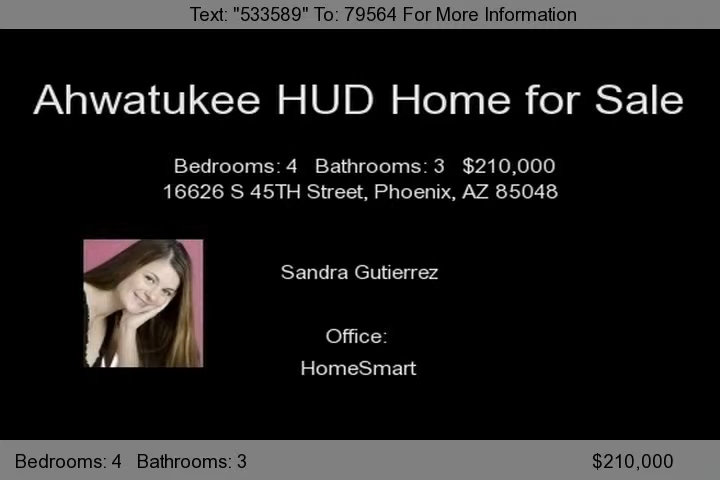 Text: "533589" To: 79564 For More Information
Ahwatukee HUD Home for Sale
Bedrooms: 4 Bathrooms: 3 $210,000
16626 S 45TH Street, Phoenix, AZ 85048
Sandra Gutierrez
Office:
HomeSmart
Bedrooms: 4 Bathrooms: 3 $210,000